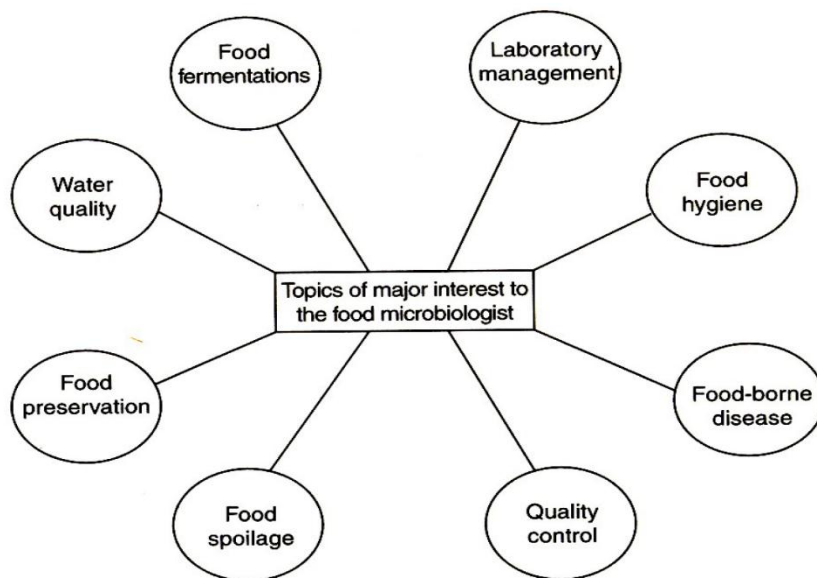 Food
fermentations
Laboratory
management
Water
quality
Food
hygiene
Topics of major interest to
the food microbiologist
Food
preservation
Food-borne
disease
Food
spoilage
Quality
control